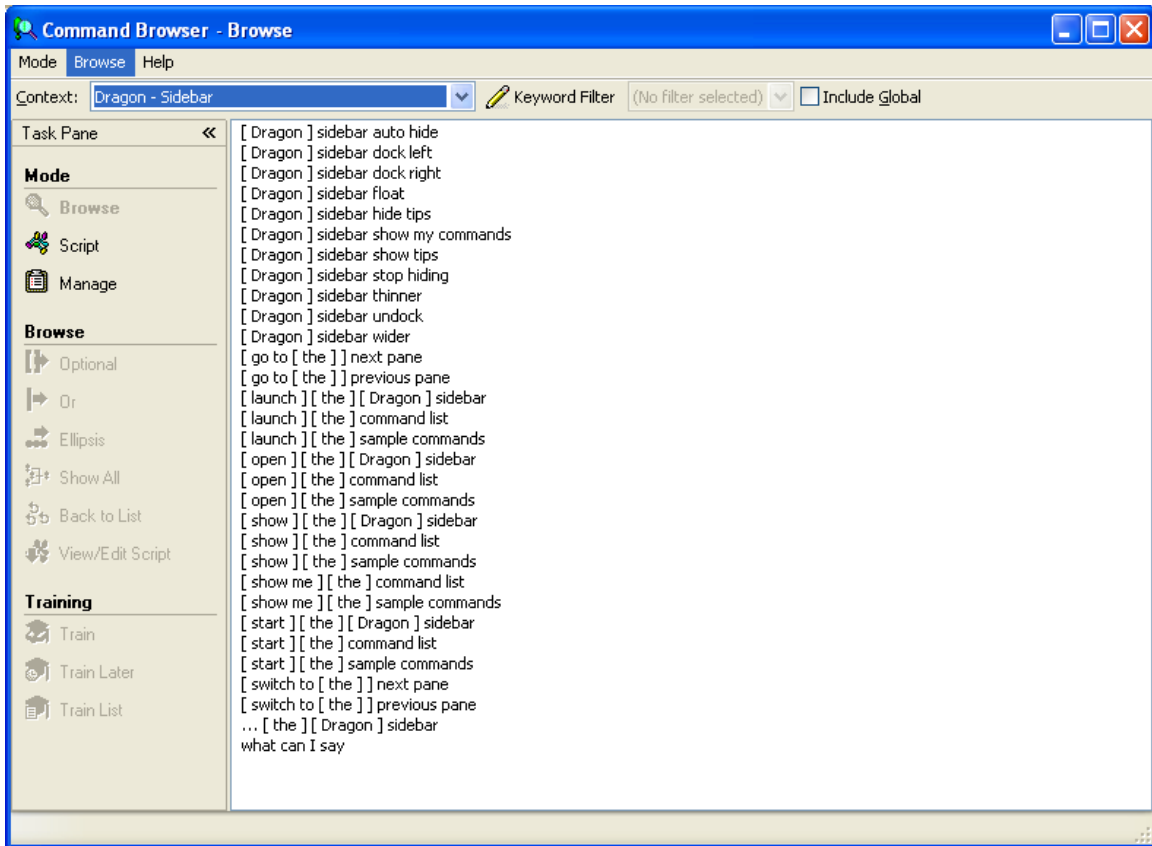 Command Browser - Browse
Mode Browse Help
Context: Dragon - Sidebar Keyword Filter (No filter selected) Include Global
Task Pane «
Mode
Browse
Script
Manage
Browse
Optional
Or
Ellipsis
Show All
Back to List
View/Edit Script
Training
Train
Train Later
Train List
[ Dragon ] sidebar auto hide
[ Dragon ] sidebar dock left
[ Dragon ] sidebar dock right
[ Dragon ] sidebar float
[ Dragon ] sidebar hide tips
[ Dragon ] sidebar show my commands
[ Dragon ] sidebar show tips
[ Dragon ] sidebar stop hiding
[ Dragon ] sidebar thinner
[ Dragon ] sidebar undock
[ Dragon ] sidebar wider
[ go to [ the ] ] next pane
[ go to [ the ] ] previous pane
[ launch ] [ the ] [ Dragon ] sidebar
[ launch ] [ the ] command list
[ launch ] [ the ] sample commands
[ open ] [ the ] [ Dragon ] sidebar
[ open ] [ the ] command list
[ open ] [ the ] sample commands
[ show ] [ the ] [ Dragon ] sidebar
[ show ] [ the ] command list
[ show ] [ the ] sample commands
[ show me ] [ the ] command list
[ show me ] [ the ] sample commands
[ start ] [ the ] [ Dragon ] sidebar
[ start ] [ the ] command list
[ start ] [ the ] sample commands
[ switch to [ the ] ] next pane
[ switch to [ the ] ] previous pane
... [ the ] [ Dragon ] sidebar
what can I say